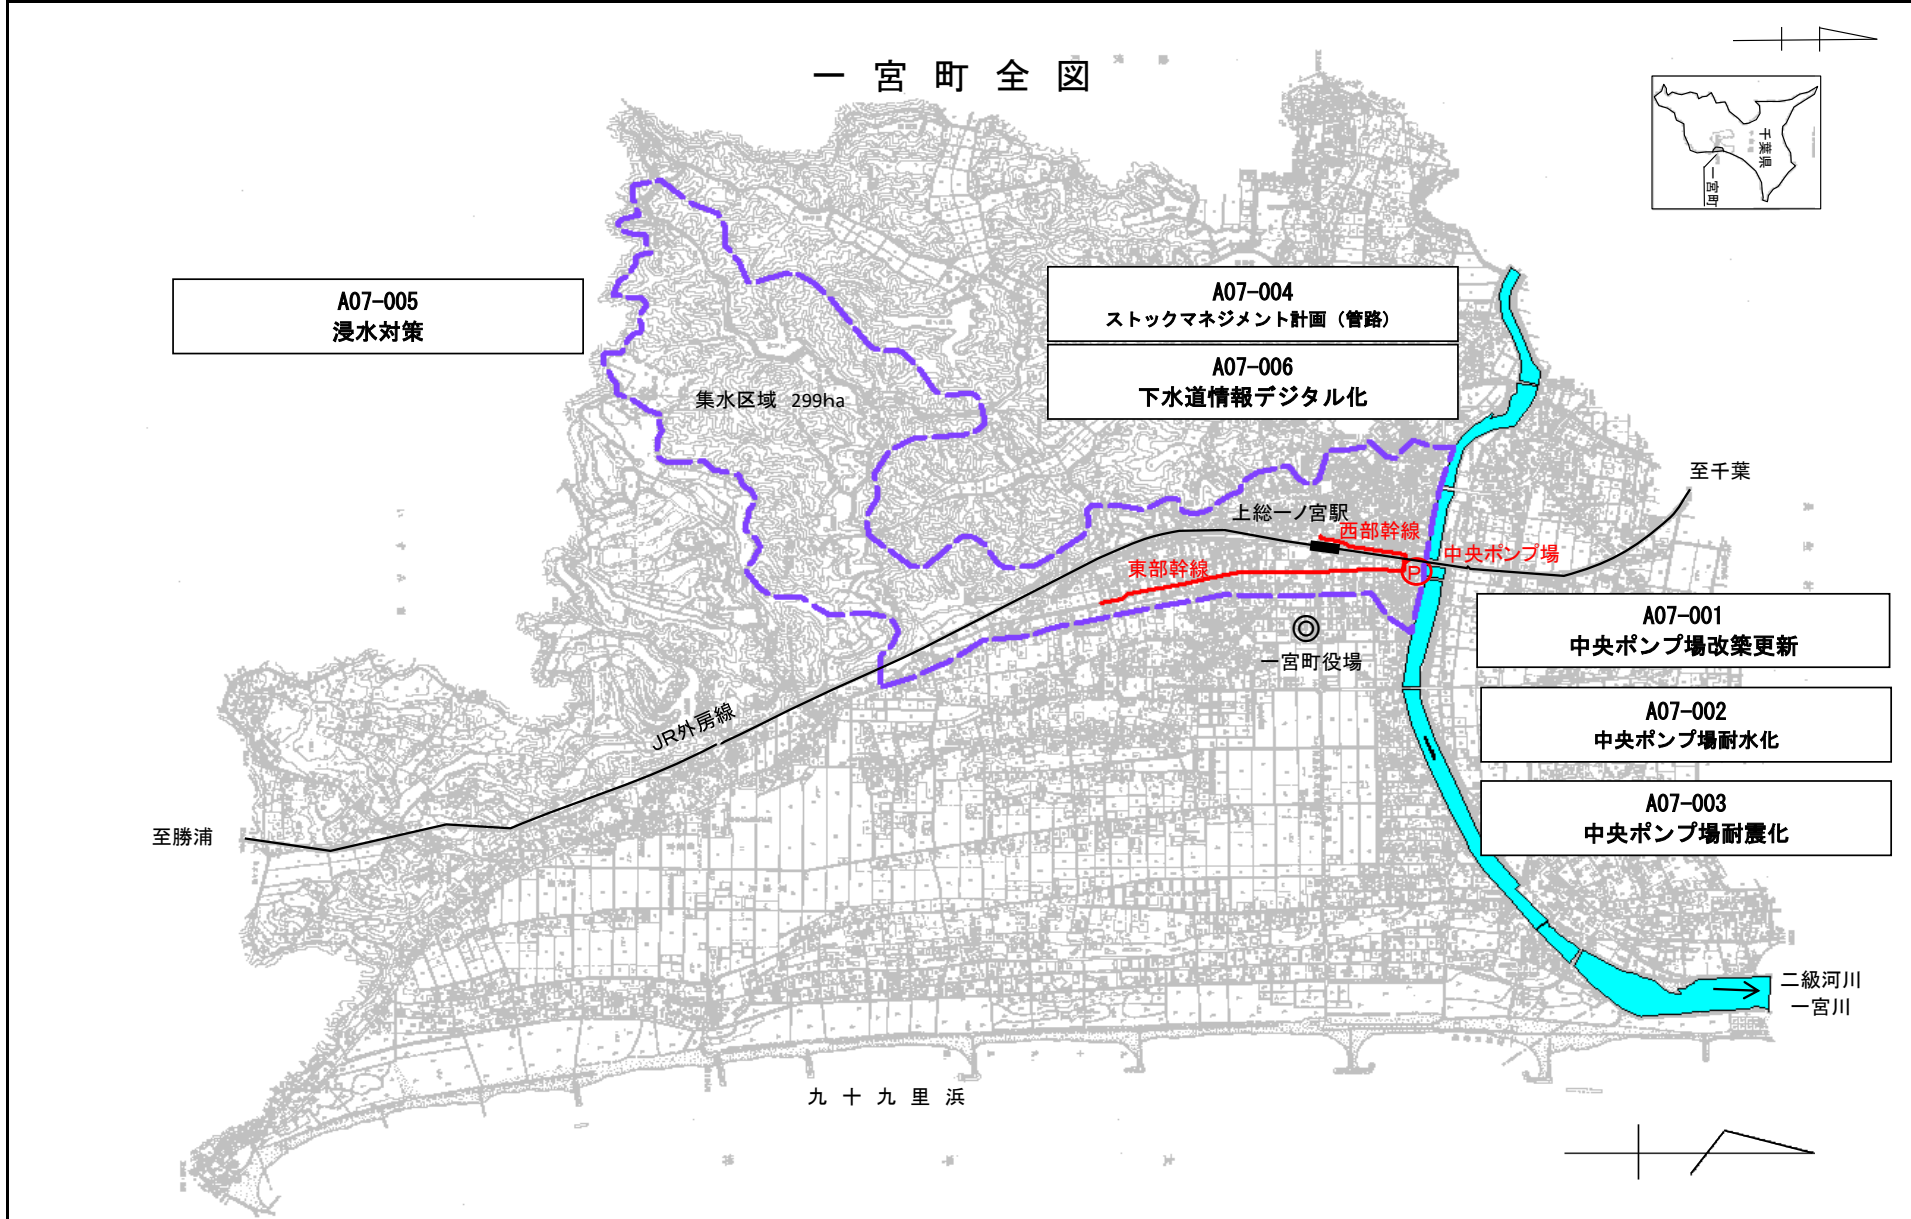 一宮町全図
千葉県
一宮町
A07-005
浸水対策
A07-004
ストックマネジメント計画（管路）
A07-006
下水道情報デジタル化
集水区域 299ha
至千葉
上総一ノ宮駅
西部幹線
中央ポンプ場
東部幹線
P
A07-001
中央ポンプ場改築更新
一宮町役場
A07-002
中央ポンプ場耐水化
JR外房線
A07-003
中央ポンプ場耐震化
至勝浦
二級河川
一宮川
九十九里浜